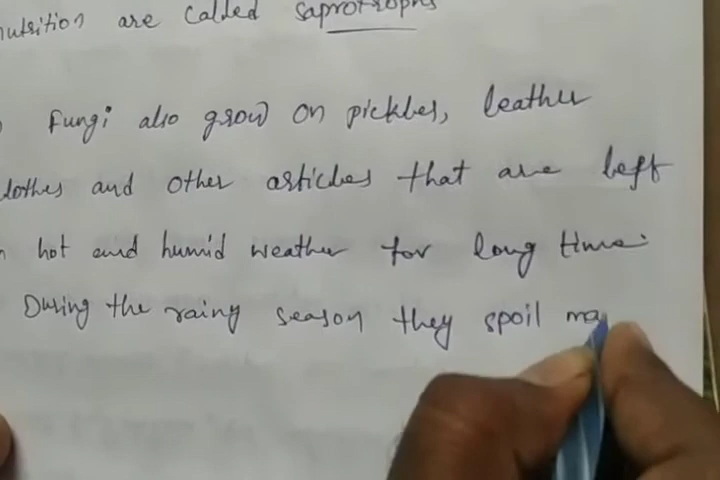 nutrition are called saprotrophs
Fungi also grow on pickles, leather
clothes and other articles that are left
hot and humid weather for long time.
During the rainy season they spoil ma